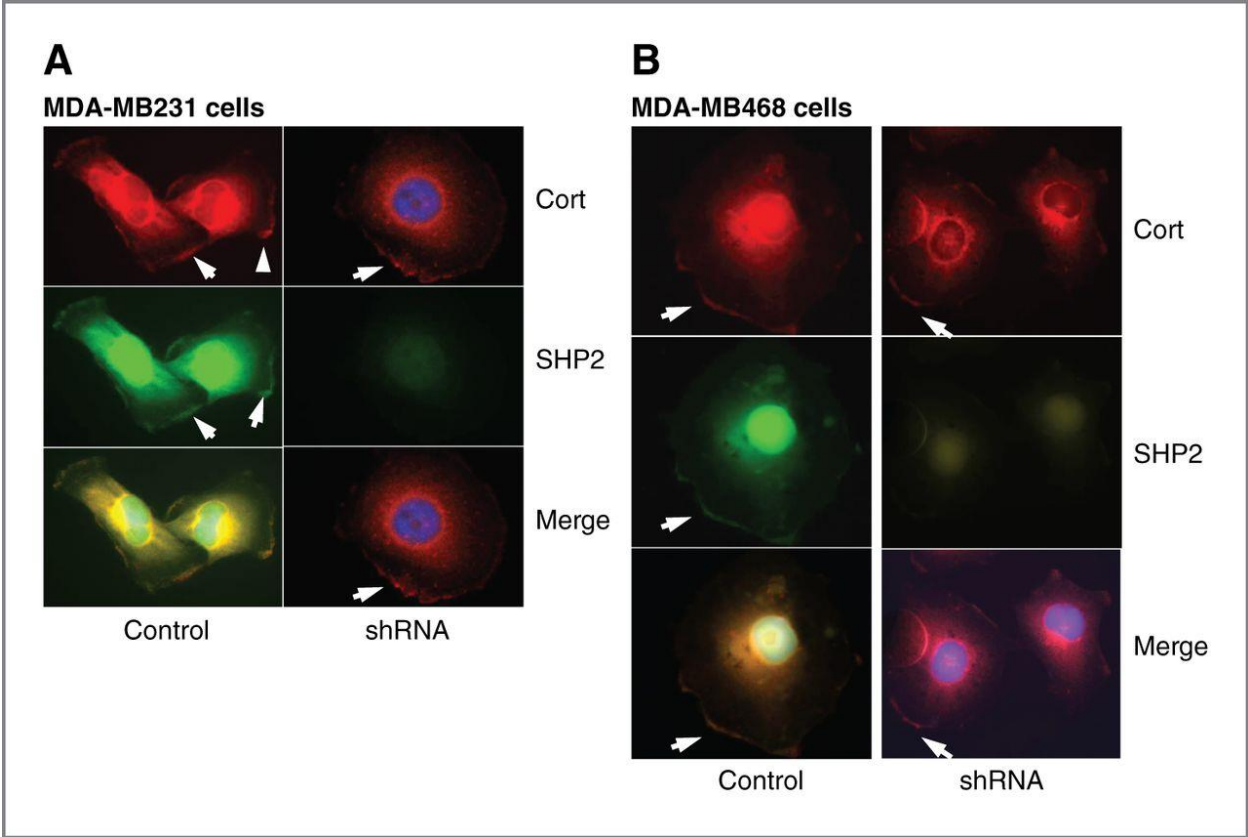 A
MDA-MB231 cells
Cort
SHP2
Merge
Control
shRNA
B
MDA-MB468 cells
Cort
SHP2
Merge
Control
shRNA